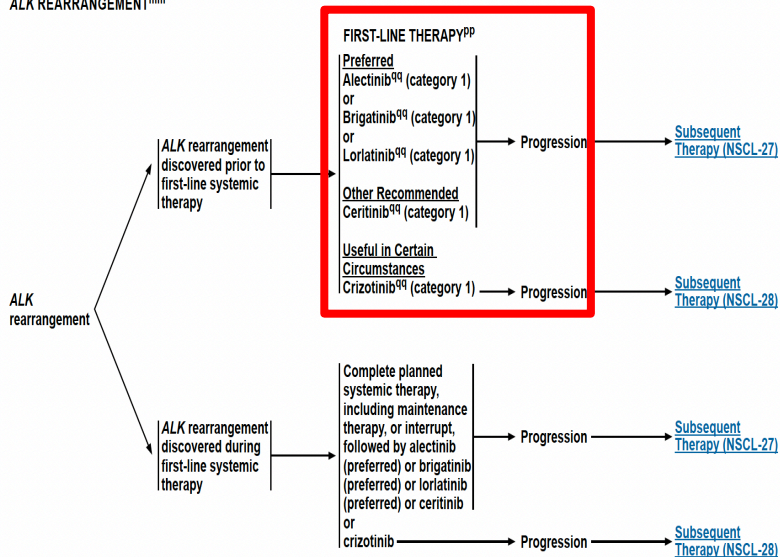 ALK REARRANGEMENTmmm
FIRST-LINE THERAPYpp
Preferred
Alectinibqq (category 1)
or
Brigatinibqq (category 1)
or
Lorlatinibqq (category 1)
Other Recommended
Ceritinibqq (category 1)
Useful in Certain
Circumstances
Crizotinibqq (category 1)
Progression
Subsequent
Therapy (NSCL-27)
Progression
Subsequent
Therapy (NSCL-28)
ALK rearrangement
discovered prior to
first-line systemic
therapy
ALK
rearrangement
ALK rearrangement
discovered during
first-line systemic
therapy
Complete planned
systemic therapy,
including maintenance
therapy, or interrupt,
followed by alectinib
(preferred) or brigatinib
(preferred) or lorlatinib
(preferred) or ceritinib
or
crizotinib
Progression
Subsequent
Therapy (NSCL-27)
Progression
Subsequent
Therapy (NSCL-28)